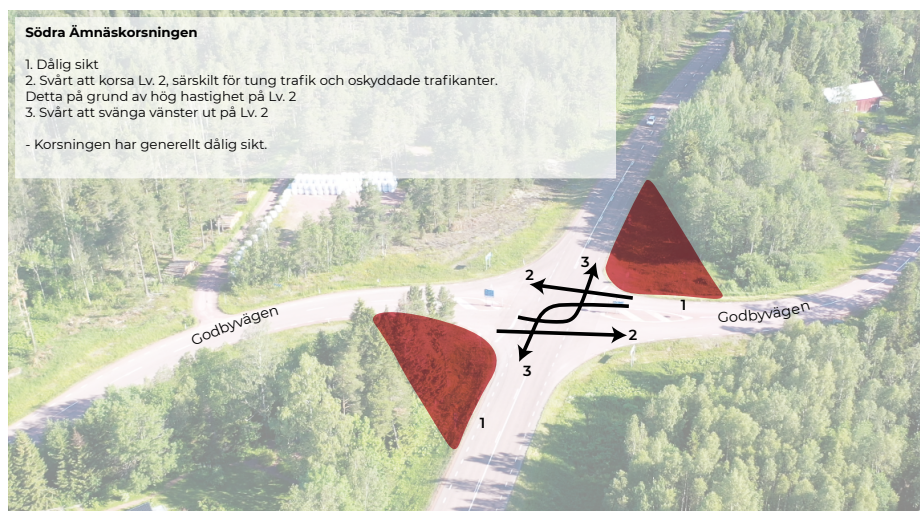 Södra Ämnäskorsningen
1. Dålig sikt
2. Svårt att korsa Lv. 2, särskilt för tung trafik och oskyddade trafikanter.
Detta på grund av hög hastighet på Lv. 2
3. Svårt att svänga vänster ut på Lv. 2
- Korsningen har generellt dålig sikt.
2
3
1
Godbyvägen
Godbyvägen
2
3
1